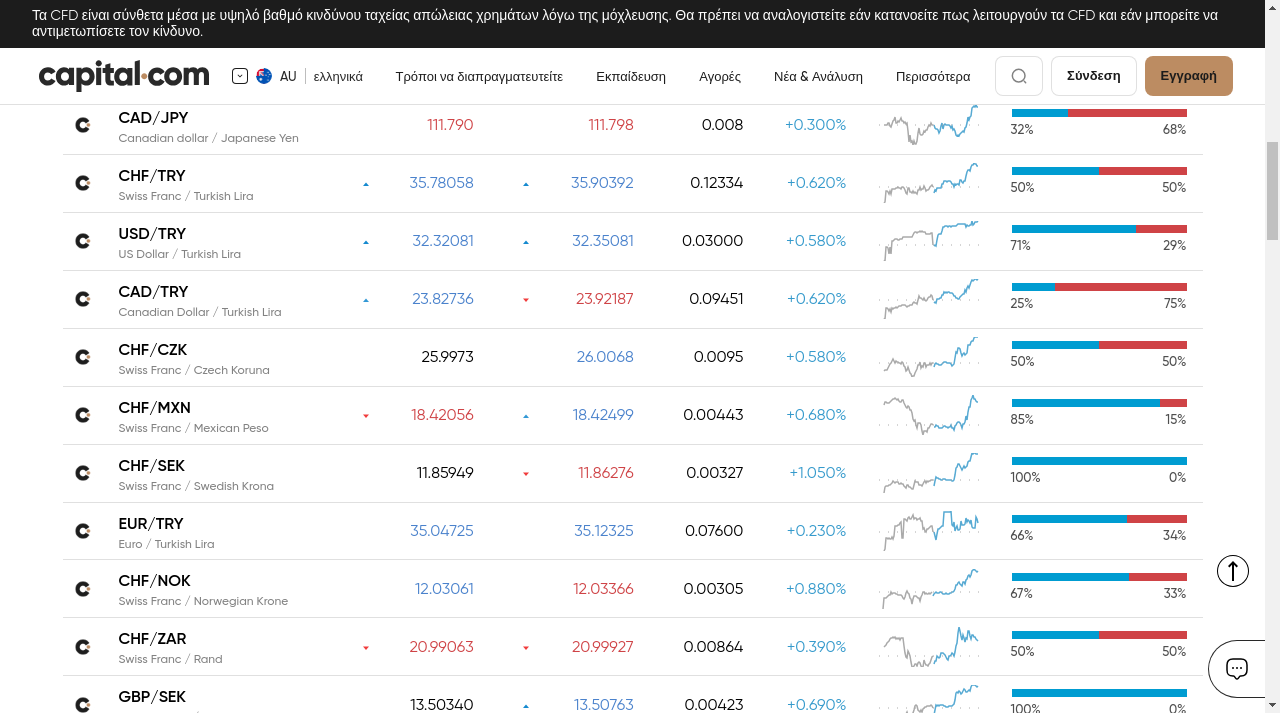 Τα CFD είναι σύνθετα μέσα με υψηλό βαθμό κινδύνου ταχείας απώλειας χρημάτων λόγω της μόχλευσης. Θα πρέπει να αναλογιστείτε εάν κατανοείτε πως λειτουργούν τα CFD και εάν μπορείτε να
αντιμετωπίσετε τον κίνδυνο.
capital.com AU ελληνικά Τρόποι να διαπραγματευτείτε Εκπαίδευση Αγορές Νέα & Ανάλυση Περισσότερα Σύνδεση Εγγραφή
CAD/JPY 111.790 111.798 0.008 +0.300%
Canadian dollar / Japanese Yen 32% 68%
CHF/TRY 35.78058 35.90392 0.12334 +0.620%
Swiss Franc / Turkish Lira 50% 50%
USD/TRY 32.32081 32.35081 0.03000 +0.580%
US Dollar / Turkish Lira 71% 29%
CAD/TRY 23.82736 23.92187 0.09451 +0.620%
Canadian Dollar / Turkish Lira 25% 75%
CHF/CZK 25.9973 26.0068 0.0095 +0.580%
Swiss Franc / Czech Koruna 50% 50%
CHF/MXN 18.42056 18.42499 0.00443 +0.680%
Swiss Franc / Mexican Peso 85% 15%
CHF/SEK 11.85949 11.86276 0.00327 +1.050%
Swiss Franc / Swedish Krona 100% 0%
EUR/TRY 35.04725 35.12325 0.07600 +0.230%
Euro / Turkish Lira 66% 34%
CHF/NOK 12.03061 12.03366 0.00305 +0.880%
Swiss Franc / Norwegian Krone 67% 33%
CHF/ZAR 20.99063 20.99927 0.00864 +0.390%
Swiss Franc / Rand 50% 50%
GBP/SEK 13.50340 13.50763 0.00423 +0.690%
100% 0%